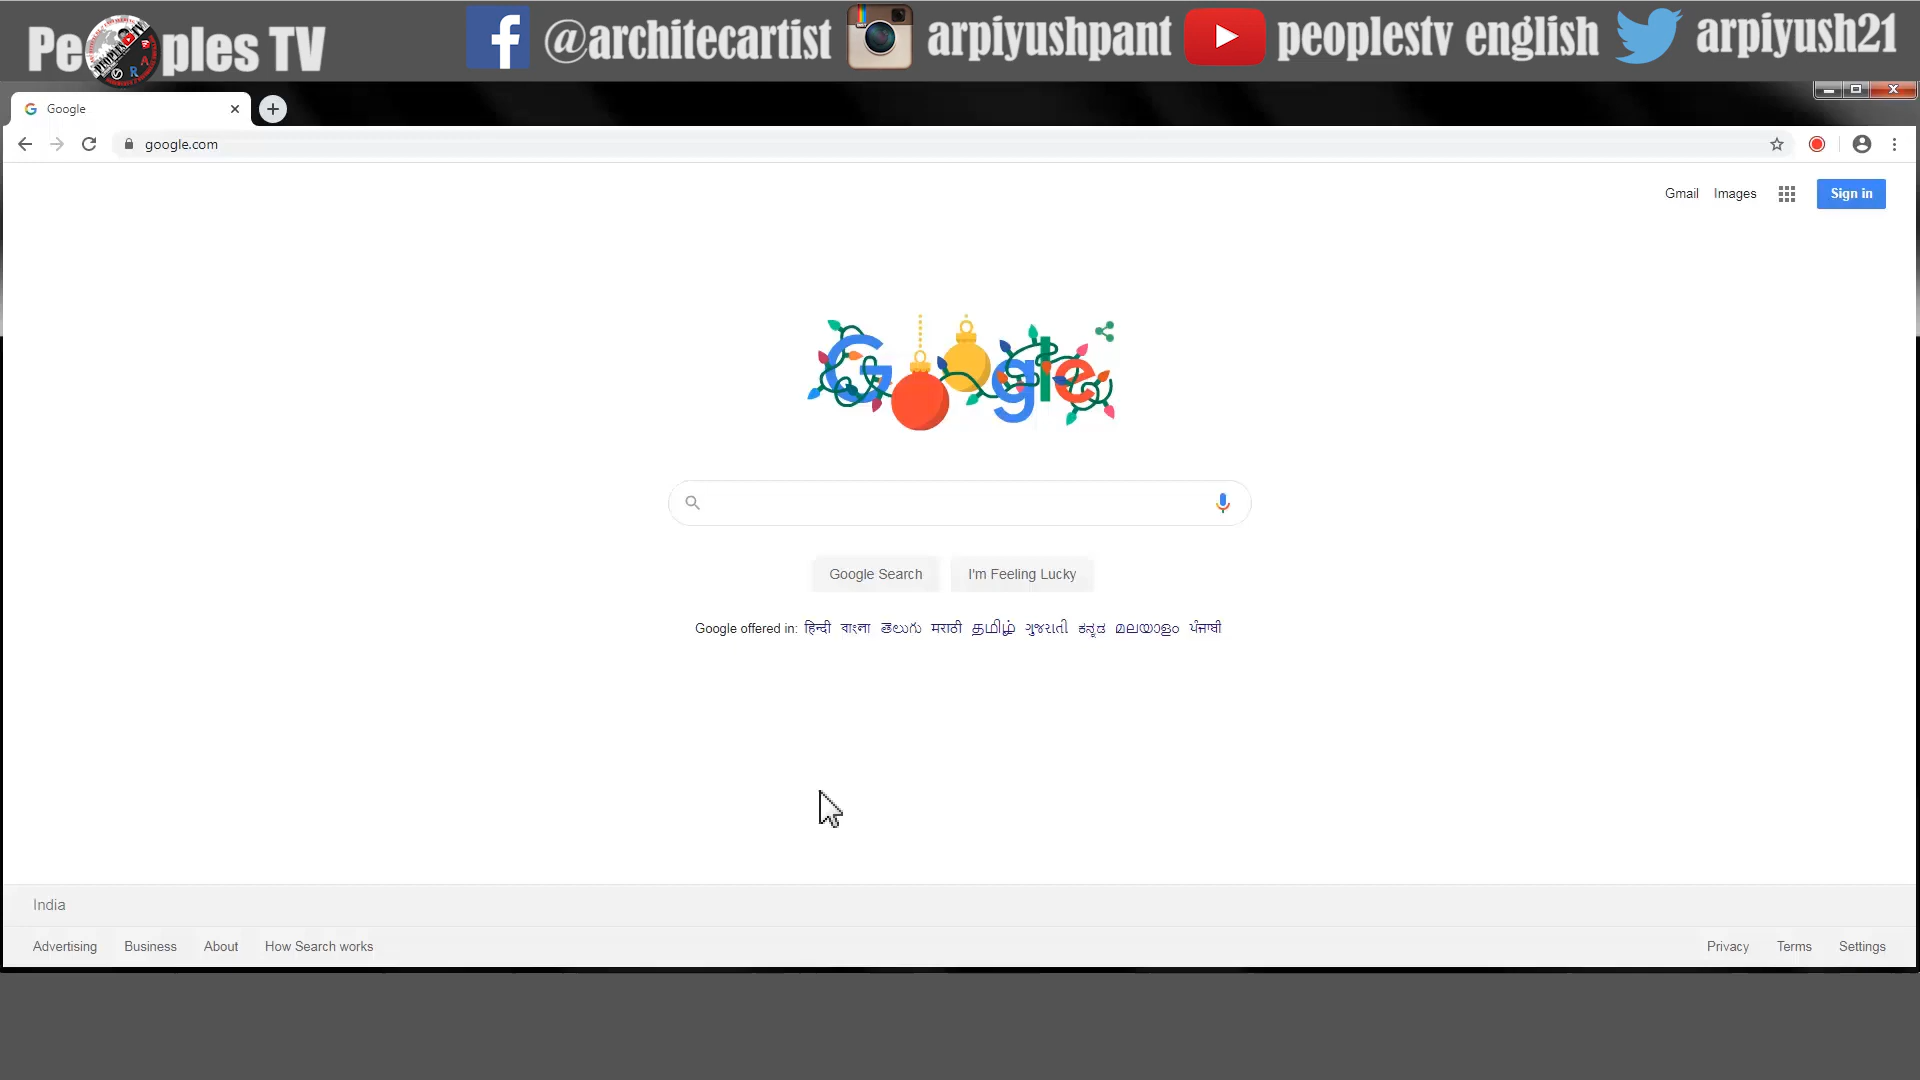 Peoples TV @architecartist arpiyushpant peoplestv english arpiyush21
Google
google.com
Gmail Images Sign in
Google
Google Search I'm Feeling Lucky
Google offered in: हिन्दी বাংলা తెలుగు मराठी தமிழ் ગુજરાતી ಕನ್ನಡ മലയാളം ਪੰਜਾਬੀ
India
Advertising Business About How Search works Privacy Terms Settings